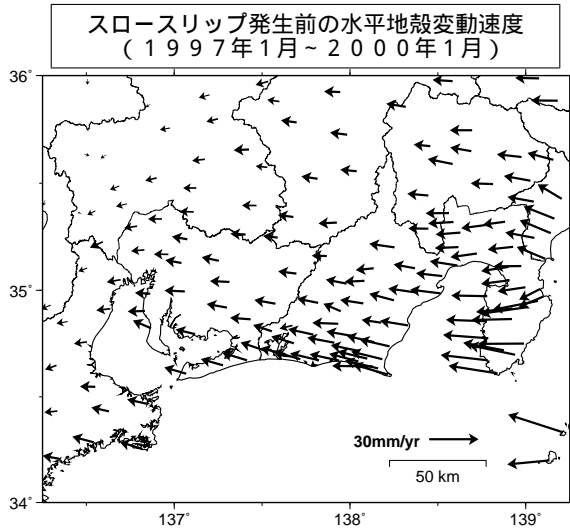 スロースリップ発生前の水平地殻変動速度
（１９９７年１月~２０００年１月）
36˚
35˚
34˚
30mm/yr
50 km
137˚
138˚
139˚